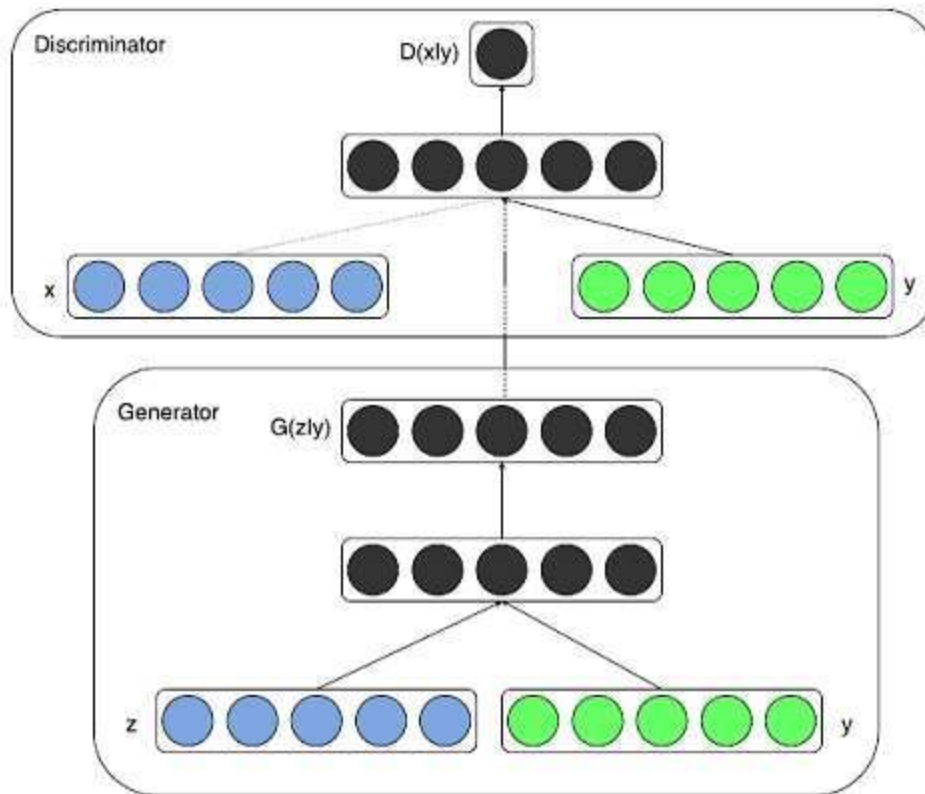 Discriminator
D(x|y)
x
y
Generator
G(z|y)
z
y